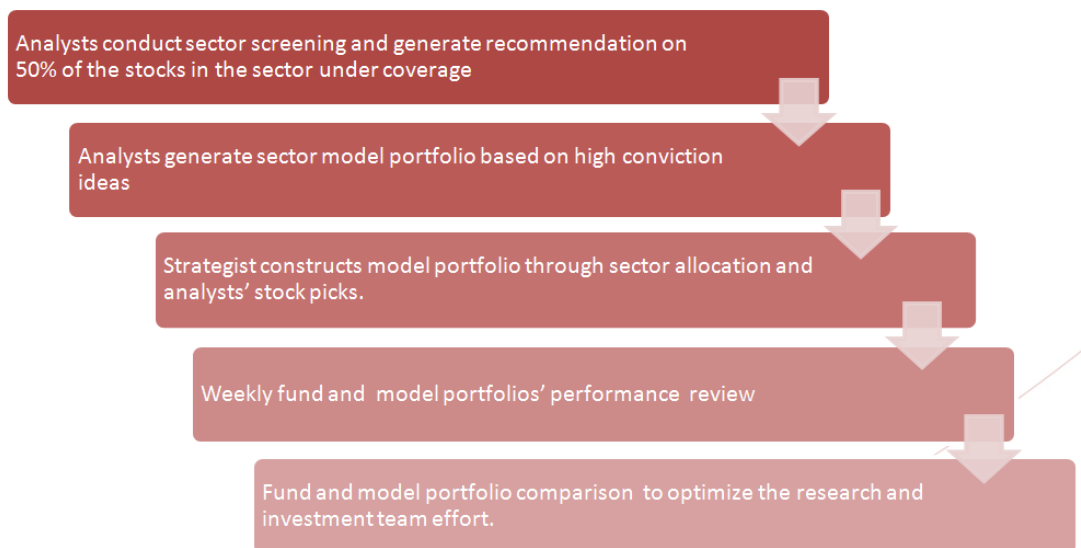 Analysts conduct sector screening and generate recommendation on
50% of the stocks in the sector under coverage
Analysts generate sector model portfolio based on high conviction
ideas
Strategist constructs model portfolio through sector allocation and
analysts’ stock picks.
Weekly fund and model portfolios’ performance review
Fund and model portfolio comparison to optimize the research and
investment team effort.